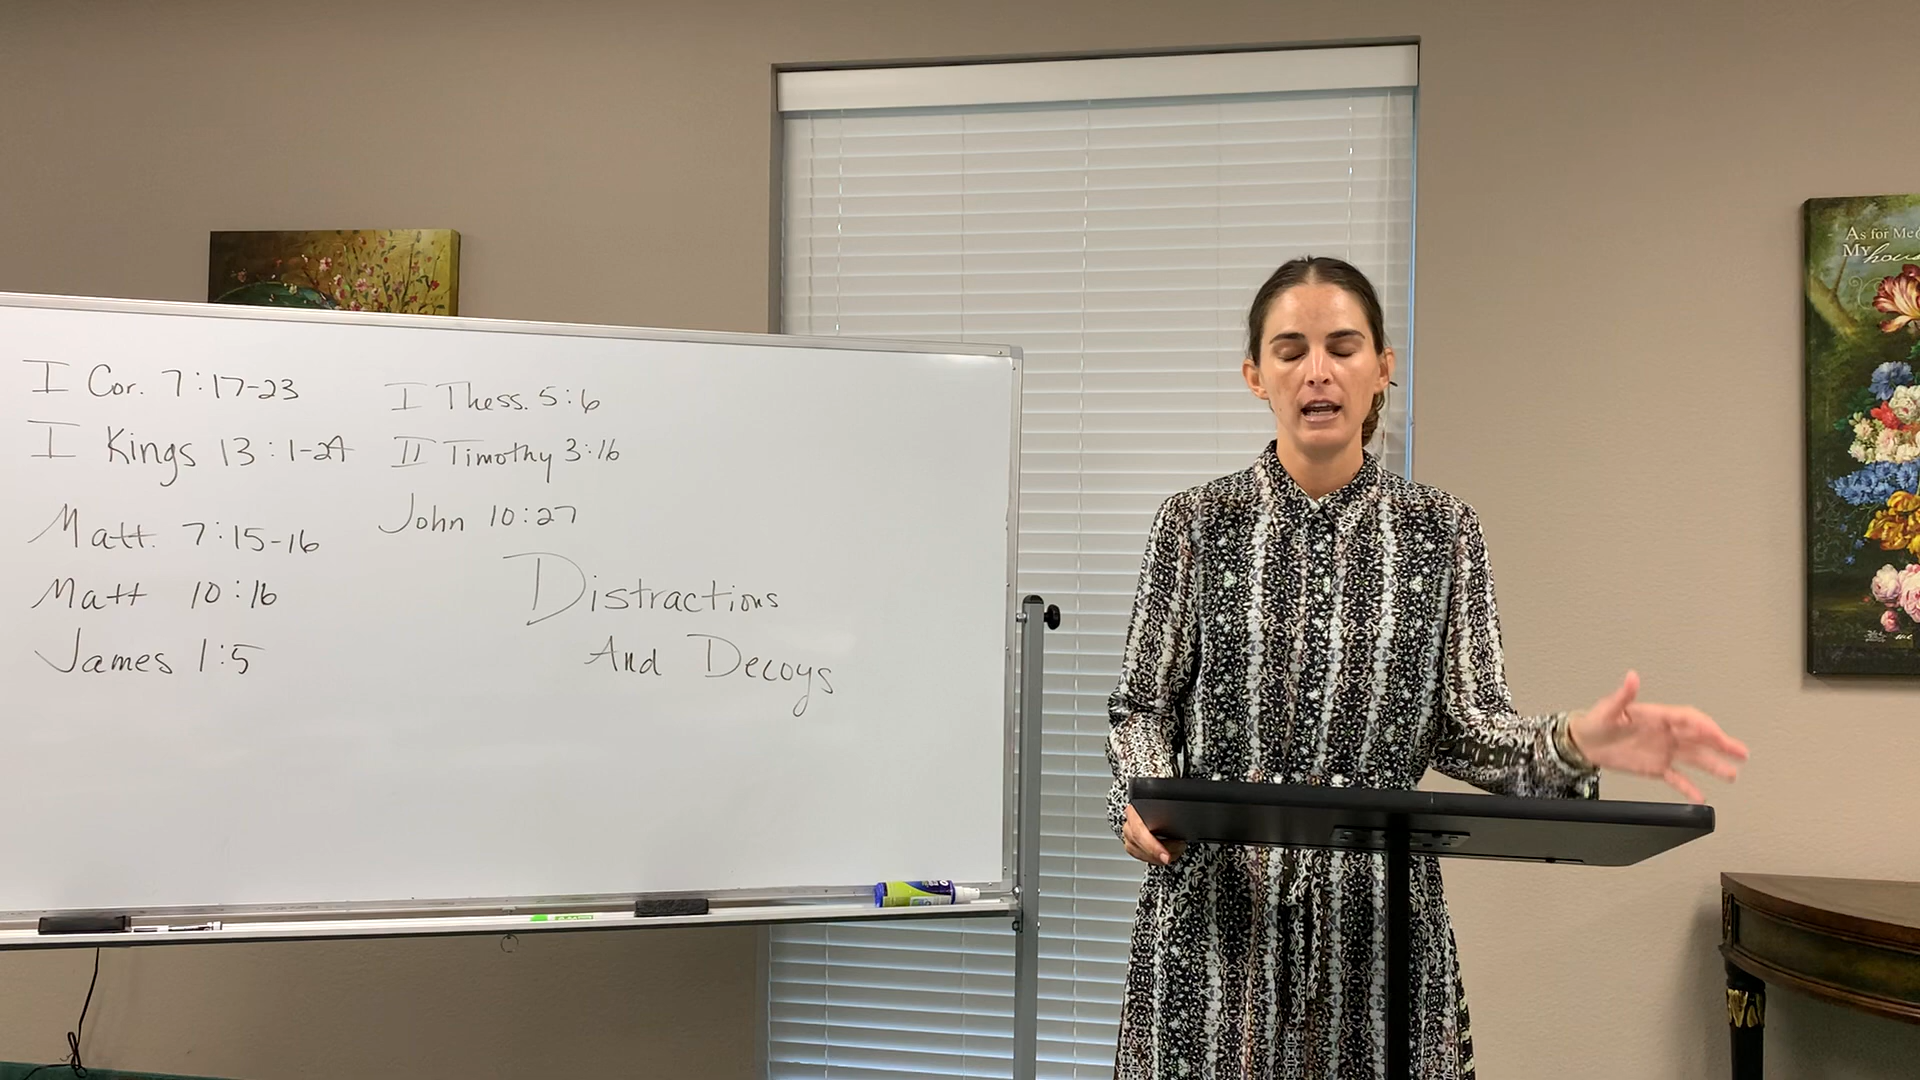 I Cor. 7:17-23
I Kings 13:1-24
Matt. 7:15-16
Matt 10:16
James 1:5
I Thess. 5:6
II Timothy 3:16
John 10:27
Distractions
And Decoys
As for Me
My hous